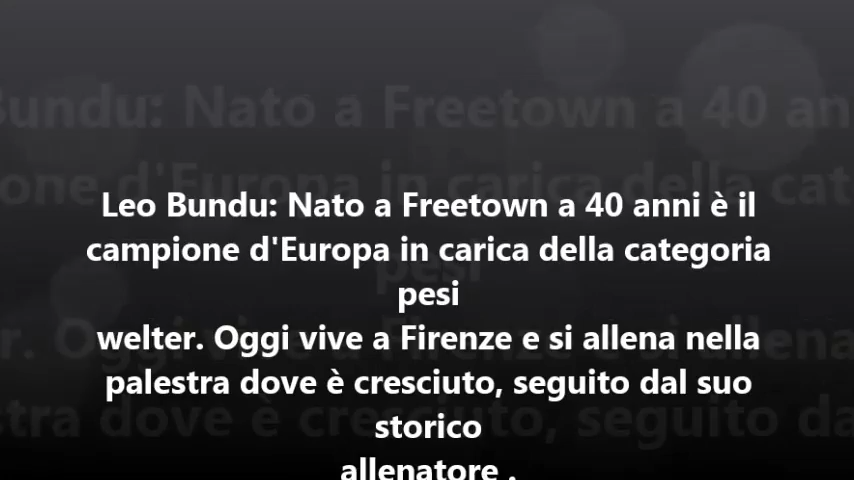 Leo Bundu: Nato a Freetown a 40 anni è il
campione d'Europa in carica della categoria
pesi
welter. Oggi vive a Firenze e si allena nella
palestra dove è cresciuto, seguito dal suo
storico
allenatore .